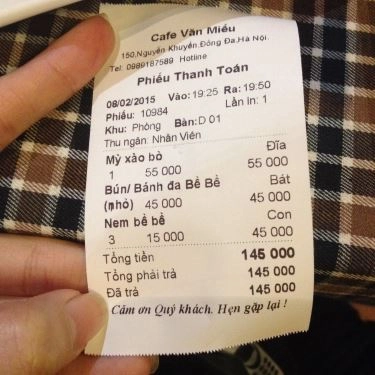 Cafe Văn Miếu
150,Nguyễn Khuyến,Đống Đa,Hà Nội.
Tel: 0989187589 Hotline
Phiếu Thanh Toán
08/02/2015 Vào: 19:25 Ra: 19:50
Phiếu: 10984 Lần in: 1
Khu: Phòng Bàn: D 01
Thu ngân: Nhân Viên
Mỳ xào bò Đĩa
1 55 000 55 000
Bún/ Bánh đa Bề Bề Bát
(nhỏ) 45 000 45 000
Nem bề bề Con
3 15 000 45 000
Tổng tiền 145 000
Tổng phải trả 145 000
Đã trả 145 000
Cảm ơn Quý khách. Hẹn gặp lại !